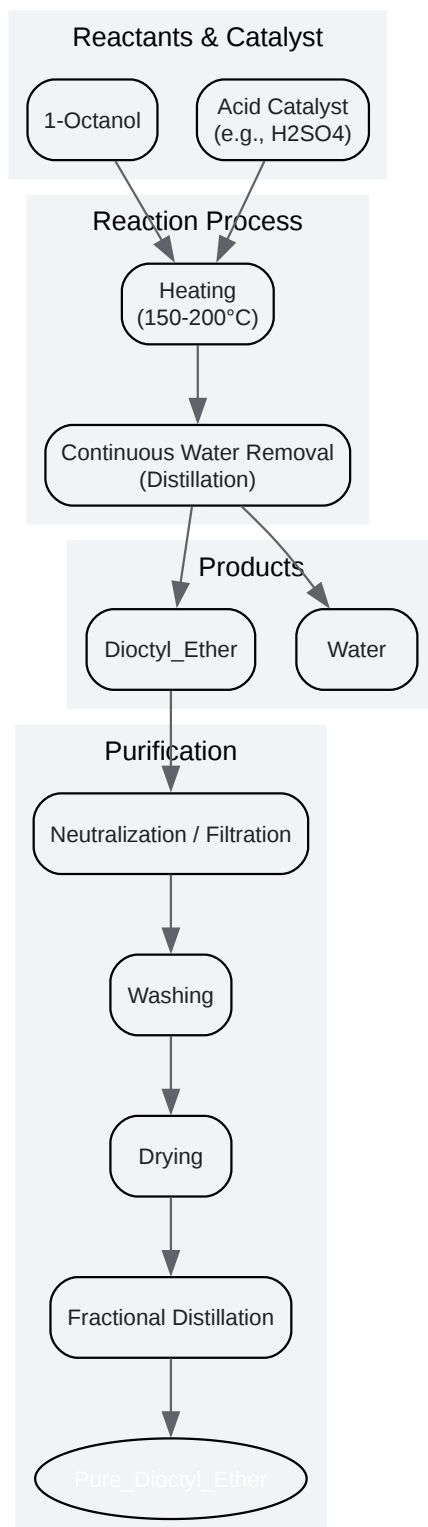 Reactants & Catalyst
1-Octanol
Acid Catalyst
(e.g., H2SO4)
Reaction Process
Heating
(150-200°C)
Continuous Water Removal
(Distillation)
Products
Dioctyl_Ether
Water
Purification
Neutralization / Filtration
Washing
Drying
Fractional Distillation
Pure_Dioctyl_Ether